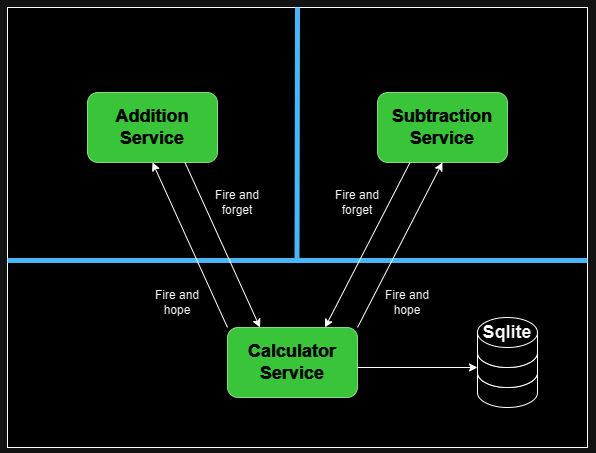 Addition
Service
Subtraction
Service
Fire and
forget
Fire and
forget
Fire and
hope
Fire and
hope
Calculator
Service
Sqlite